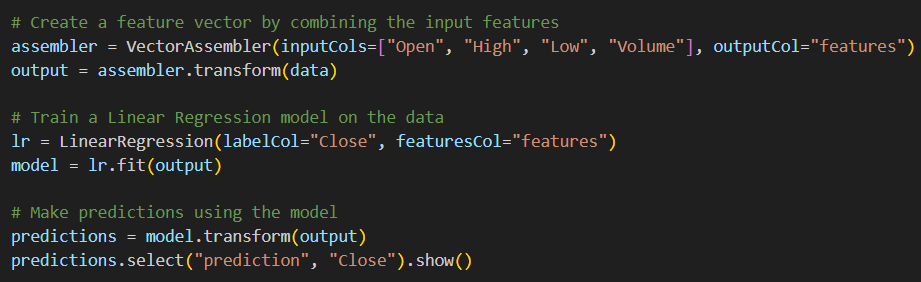 # Create a feature vector by combining the input features
assembler = VectorAssembler(inputCols=["Open", "High", "Low", "Volume"], outputCol="features")
output = assembler.transform(data)
# Train a Linear Regression model on the data
lr = LinearRegression(labelCol="Close", featuresCol="features")
model = lr.fit(output)
# Make predictions using the model
predictions = model.transform(output)
predictions.select("prediction", "Close").show()